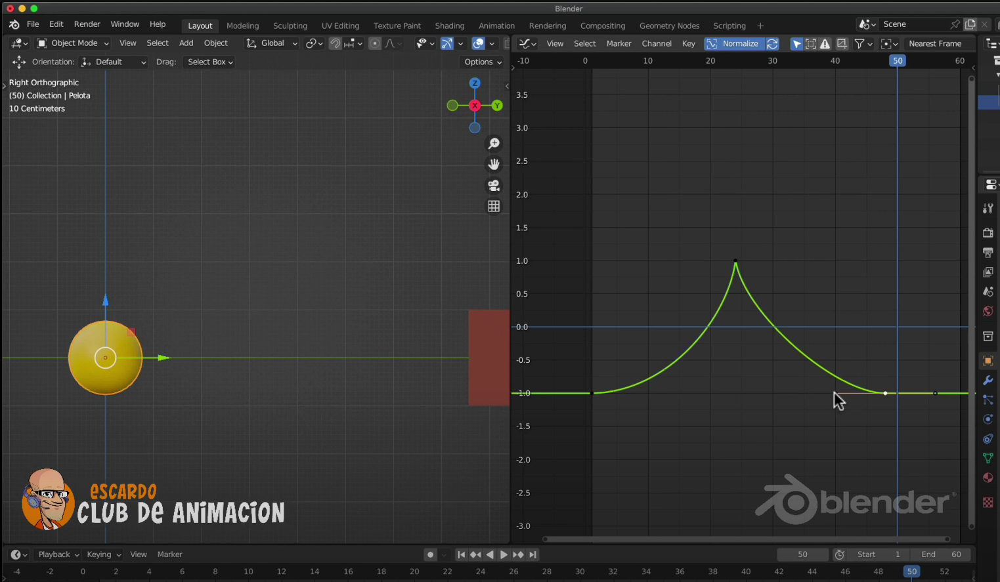 Blender
File Edit Render Window Help Layout Modeling Sculpting UV Editing Texture Paint Shading Animation Rendering Compositing Geometry Nodes Scripting + Scene
Object Mode View Select Add Object Global
View Select Marker Channel Key Normalize Nearest Frame
Orientation: Default Drag: Select Box Options
-10 0 10 20 30 40 50 60
Right Orthographic
(50) Collection | Pelota
10 Centimeters
Z
X
Y
3.5
3.0
2.5
2.0
1.5
1.0
0.5
0.0
-0.5
-1.0
-1.5
-2.0
-2.5
-3.0
ESCARDO
CLUB DE ANiMACiON
blender®
Playback Keying View Marker 50 Start 1 End 60
-4 -2 0 2 4 6 8 10 12 14 16 18 20 22 24 26 28 30 32 34 36 38 40 42 44 46 48 50 52